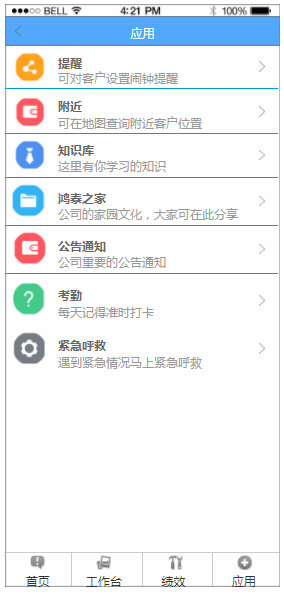 BELL 4:21 PM 100%
应用
提醒
可对客户设置闹钟提醒
附近
可在地图查询附近客户位置
知识库
这里有你学习的知识
鸿泰之家
公司的家园文化，大家可在此分享
公告通知
公司重要的公告通知
考勤
每天记得准时打卡
紧急呼救
遇到紧急情况马上紧急呼救
首页 工作台 绩效 应用